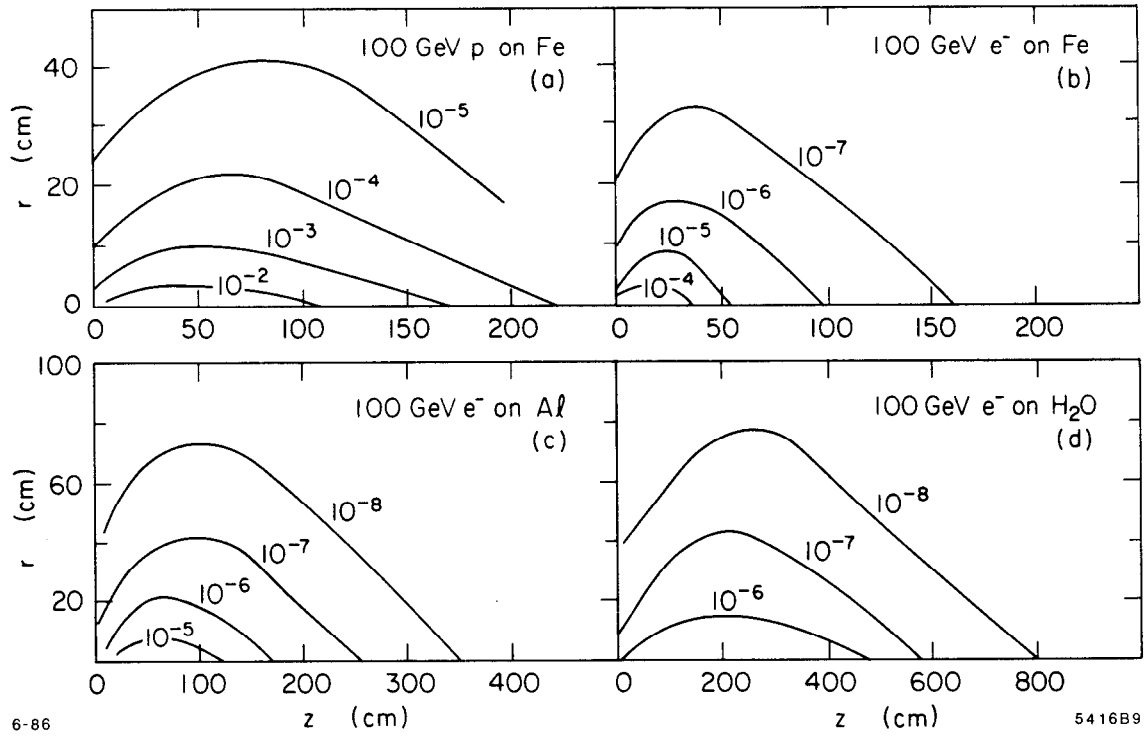 100 GeV p on Fe
(a)
40
20
0
r (cm)
10⁻⁵
10⁻⁴
10⁻³
10⁻²
0 50 100 150 200
100 GeV e⁻ on Fe
(b)
10⁻⁷
10⁻⁶
10⁻⁵
10⁻⁴
0 50 100 150 200
100 GeV e⁻ on Al
(c)
100
60
20
r (cm)
10⁻⁸
10⁻⁷
10⁻⁶
10⁻⁵
0 100 200 300 400
z (cm)
100 GeV e⁻ on H₂O
(d)
10⁻⁸
10⁻⁷
10⁻⁶
0 200 400 600 800
z (cm)
6-86
5416B9